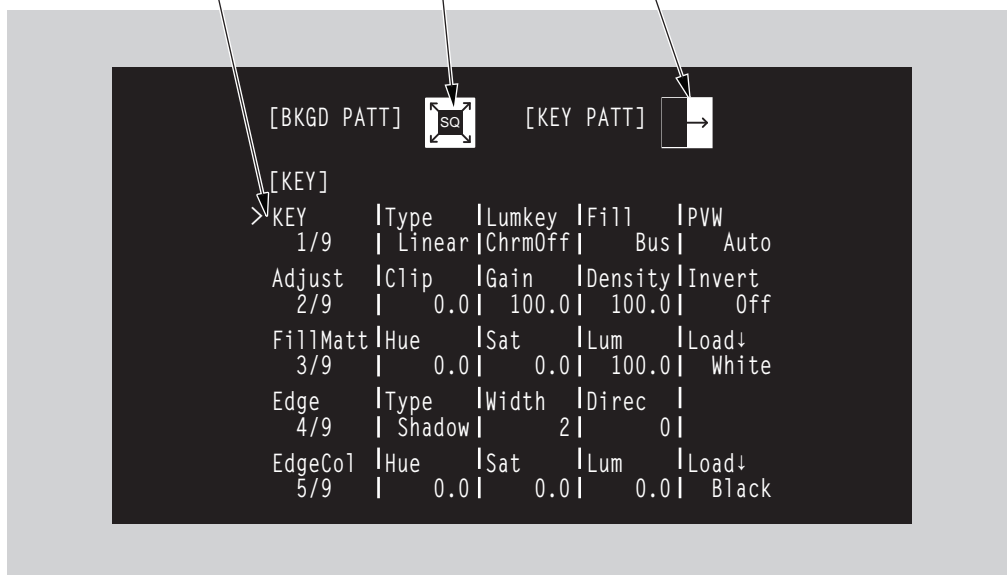 [BKGD PATT] SQ [KEY PATT] →
[KEY]
>KEY Type Lumkey Fill PVW
1/9 Linear ChrmOff Bus Auto
Adjust Clip Gain Density Invert
2/9 0.0 100.0 100.0 Off
FillMatt Hue Sat Lum Load↓
3/9 0.0 0.0 100.0 White
Edge Type Width Direc
4/9 Shadow 2 0
EdgeCol Hue Sat Lum Load↓
5/9 0.0 0.0 0.0 Black